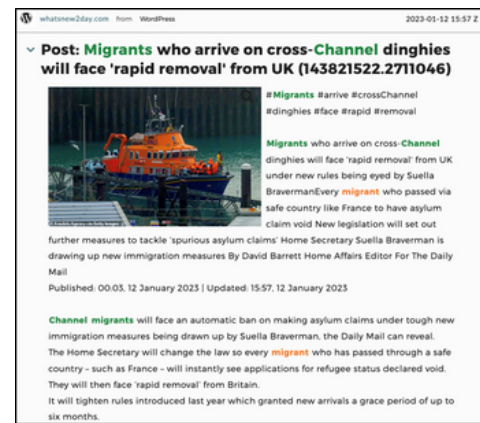 whatsnew2day.com from WordPress 2023-01-12 15:57 Z
Post: Migrants who arrive on cross-Channel dinghies
will face 'rapid removal' from UK (143821522.2711046)
#Migrants #arrive #crossChannel
#dinghies #face #rapid #removal
Migrants who arrive on cross-Channel
dinghies will face 'rapid removal' from UK
under new rules being eyed by Suella
BravermanEvery migrant who passed via
safe country like France to have asylum
claim void New legislation will set out
further measures to tackle 'spurious asylum claims' Home Secretary Suella Braverman is
drawing up new immigration measures By David Barrett Home Affairs Editor For The Daily
Mail
Published: 00:03, 12 January 2023 | Updated: 15:57, 12 January 2023
Channel migrants will face an automatic ban on making asylum claims under tough new
immigration measures being drawn up by Suella Braverman, the Daily Mail can reveal.
The Home Secretary will change the law so every migrant who has passed through a safe
country – such as France – will instantly see applications for refugee status declared void.
They will then face 'rapid removal' from Britain.
It will tighten rules introduced last year which granted new arrivals a grace period of up to
six months.